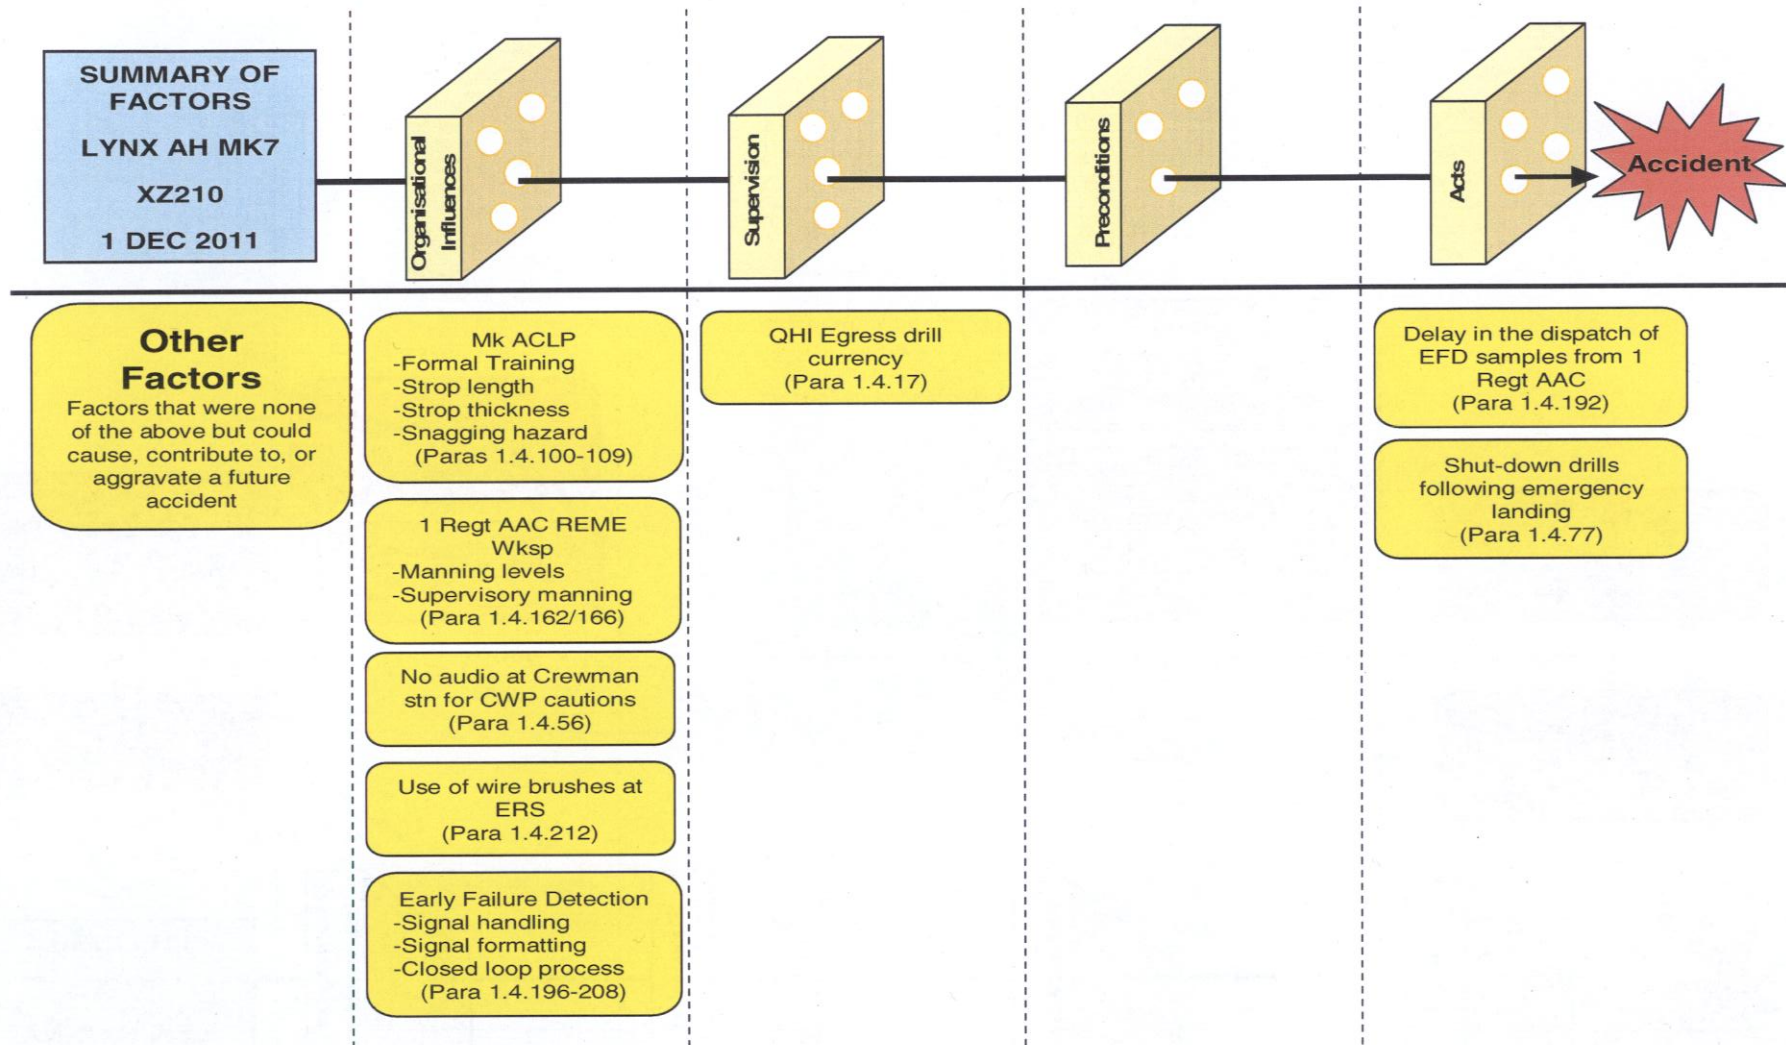 SUMMARY OF
FACTORS
LYNX AH MK7
XZ210
1 DEC 2011
Organisational
Influences
Supervision
Preconditions
Acts
Accident
Other
Factors
Factors that were none
of the above but could
cause, contribute to, or
aggravate a future
accident
Mk ACLP
-Formal Training
-Strop length
-Strop thickness
-Snagging hazard
(Paras 1.4.100-109)
1 Regt AAC REME
Wksp
-Manning levels
-Supervisory manning
(Para 1.4.162/166)
No audio at Crewman
stn for CWP cautions
(Para 1.4.56)
Use of wire brushes at
ERS
(Para 1.4.212)
Early Failure Detection
-Signal handling
-Signal formatting
-Closed loop process
(Para 1.4.196-208)
QHI Egress drill
currency
(Para 1.4.17)
Delay in the dispatch of
EFD samples from 1
Regt AAC
(Para 1.4.192)
Shut-down drills
following emergency
landing
(Para 1.4.77)